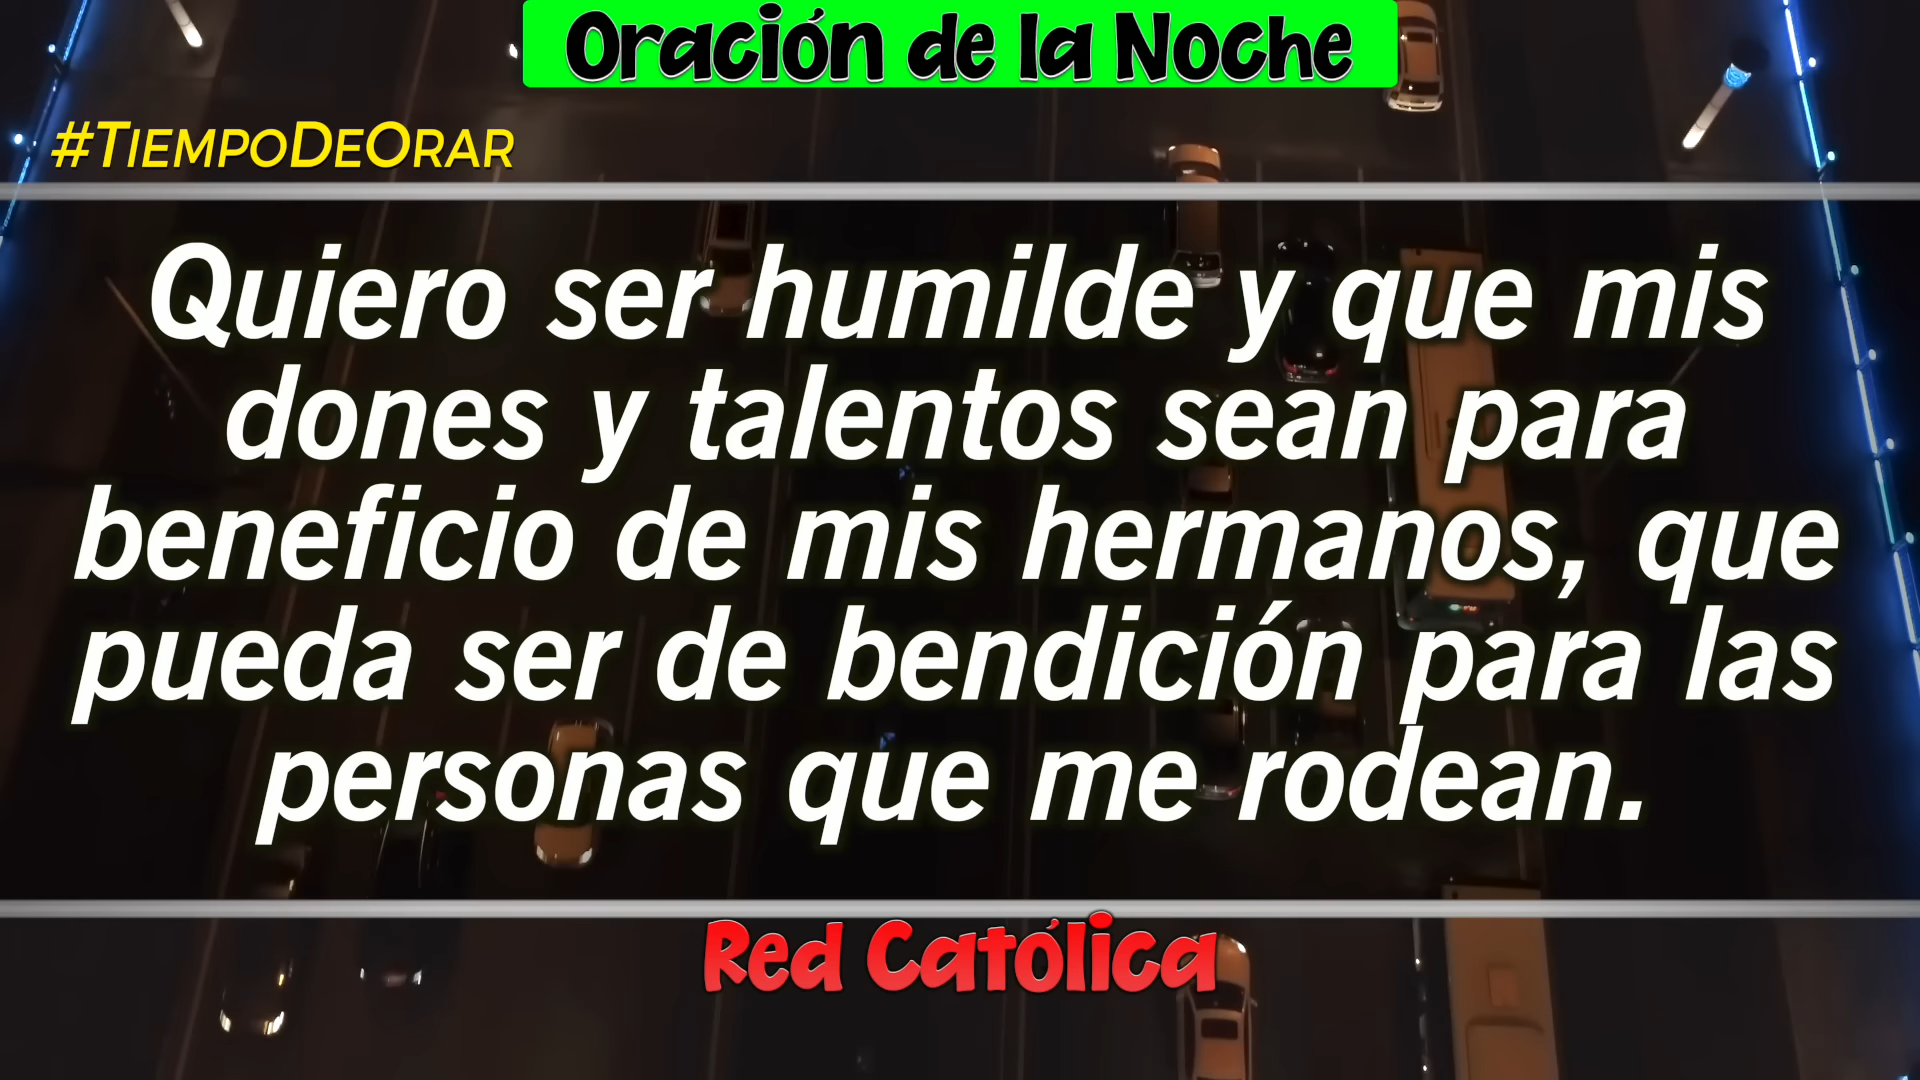 Oración de la Noche
#TiempoDeOrar
Quiero ser humilde y que mis
dones y talentos sean para
beneficio de mis hermanos, que
pueda ser de bendición para las
personas que me rodean.
Red Católica